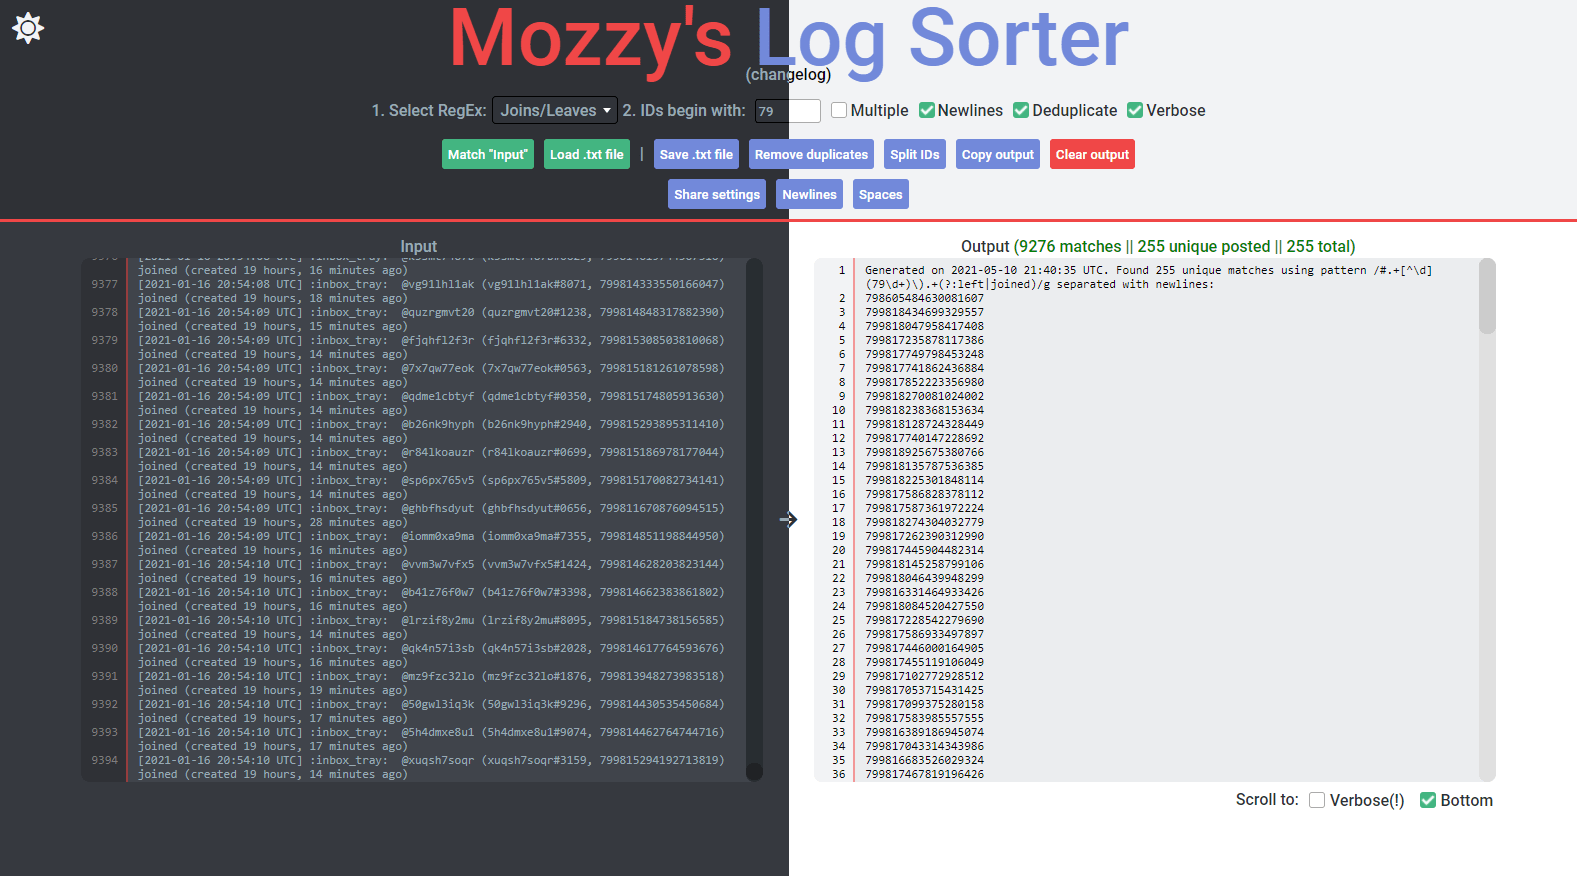 Mozzy's Log Sorter
(changelog)
1. Select RegEx: Joins/Leaves 2. IDs begin with: 79 Multiple Newlines Deduplicate Verbose
Match "Input" Load .txt file | Save .txt file Remove duplicates Split IDs Copy output Clear output
Share settings Newlines Spaces
Input
joined (created 19 hours, 16 minutes ago)
9377 [2021-01-16 20:54:08 UTC] :inbox_tray: @vg91lhl1ak (vg91lhl1ak#8071, 799814333550166047)
joined (created 19 hours, 18 minutes ago)
9378 [2021-01-16 20:54:09 UTC] :inbox_tray: @quzrgmvt20 (quzrgmvt20#1238, 799814848317882390)
joined (created 19 hours, 15 minutes ago)
9379 [2021-01-16 20:54:09 UTC] :inbox_tray: @fjqhfl2f3r (fjqhfl2f3r#6332, 799815308503810068)
joined (created 19 hours, 14 minutes ago)
9380 [2021-01-16 20:54:09 UTC] :inbox_tray: @7x7qw77eok (7x7qw77eok#0563, 799815181261078598)
joined (created 19 hours, 14 minutes ago)
9381 [2021-01-16 20:54:09 UTC] :inbox_tray: @qdme1cbtyf (qdme1cbtyf#0350, 799815174805913630)
joined (created 19 hours, 14 minutes ago)
9382 [2021-01-16 20:54:09 UTC] :inbox_tray: @b26nk9hyph (b26nk9hyph#2940, 799815293895311410)
joined (created 19 hours, 14 minutes ago)
9383 [2021-01-16 20:54:09 UTC] :inbox_tray: @r84lkoauzr (r84lkoauzr#0699, 799815186978177044)
joined (created 19 hours, 14 minutes ago)
9384 [2021-01-16 20:54:09 UTC] :inbox_tray: @sp6px765v5 (sp6px765v5#5809, 799815170082734141)
joined (created 19 hours, 14 minutes ago)
9385 [2021-01-16 20:54:09 UTC] :inbox_tray: @ghbfhsdyut (ghbfhsdyut#0656, 799811670876094515)
joined (created 19 hours, 28 minutes ago)
9386 [2021-01-16 20:54:09 UTC] :inbox_tray: @iomm0xa9ma (iomm0xa9ma#7355, 799814851198844950)
joined (created 19 hours, 16 minutes ago)
9387 [2021-01-16 20:54:10 UTC] :inbox_tray: @vvm3w7vfx5 (vvm3w7vfx5#1424, 799814628203823144)
joined (created 19 hours, 16 minutes ago)
9388 [2021-01-16 20:54:10 UTC] :inbox_tray: @b41z76f0w7 (b41z76f0w7#3398, 799814662383861802)
joined (created 19 hours, 16 minutes ago)
9389 [2021-01-16 20:54:10 UTC] :inbox_tray: @lrzif8y2mu (lrzif8y2mu#8095, 799815184738156585)
joined (created 19 hours, 14 minutes ago)
9390 [2021-01-16 20:54:10 UTC] :inbox_tray: @qk4n57i3sb (qk4n57i3sb#2028, 799814617764593676)
joined (created 19 hours, 16 minutes ago)
9391 [2021-01-16 20:54:10 UTC] :inbox_tray: @mz9fzc32lo (mz9fzc32lo#1876, 799813948273983518)
joined (created 19 hours, 19 minutes ago)
9392 [2021-01-16 20:54:10 UTC] :inbox_tray: @50gwl3iq3k (50gwl3iq3k#9296, 799814430535450684)
joined (created 19 hours, 17 minutes ago)
9393 [2021-01-16 20:54:10 UTC] :inbox_tray: @5h4dmxe8u1 (5h4dmxe8u1#9074, 799814462764744716)
joined (created 19 hours, 17 minutes ago)
9394 [2021-01-16 20:54:10 UTC] :inbox_tray: @xuqsh7soqr (xuqsh7soqr#3159, 799815294192713819)
joined (created 19 hours, 14 minutes ago)
Output (9276 matches || 255 unique posted || 255 total)
1 Generated on 2021-05-10 21:40:35 UTC. Found 255 unique matches using pattern /#.+[^\d]
(79\d+)\).+(?:left|joined)/g separated with newlines:
2 798605484630081607
3 799818434699329557
4 799818047958417408
5 799817235878117386
6 799817749798453248
7 799817741862436884
8 799817852223356980
9 799818270081024002
10 799818238368153634
11 799818128724328449
12 799817740147228692
13 799818925675380766
14 799818135787536385
15 799818225301848114
16 799817586828378112
17 799817587361972224
18 799818274304032779
19 799817262390312990
20 799817445904482314
21 799818145258799106
22 799818046439948299
23 799816331464933426
24 799818084520427550
25 799817228542279690
26 799817586933497897
27 799817446000164905
28 799817455119106049
29 799817102772928512
30 799817053715431425
31 799817099375280158
32 799817583985557555
33 799816389186945074
34 799817043314343986
35 799816683526029324
36 799817467819196426
Scroll to: Verbose(!) Bottom